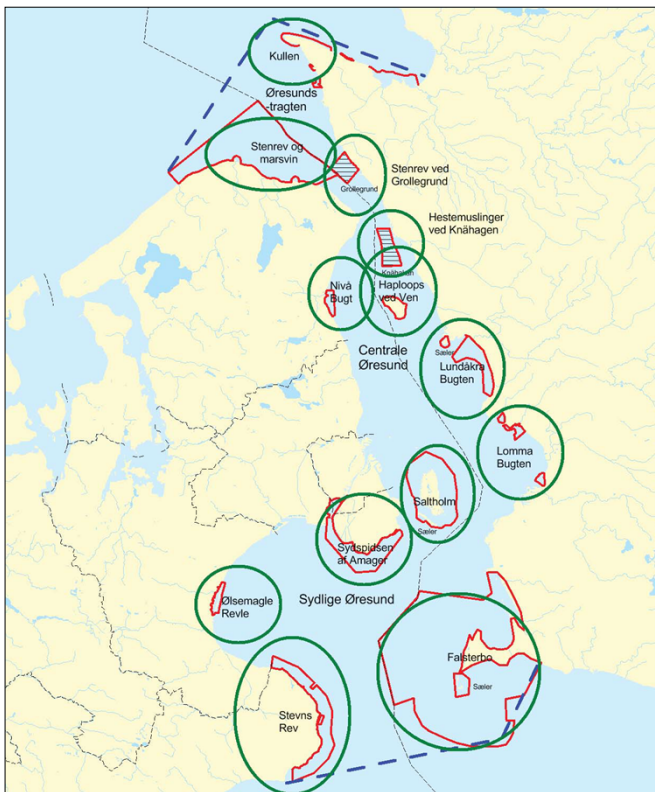 Kullen
Øresunds
-tragten
Stenrev og
marsvin
Stenrev ved
Grollegrund
Grollegrund
Hestemuslinger
ved Knähagen
Knähaken
Nivå
Bugt
Haploops
ved Ven
Centrale
Øresund
Sæler
Lundåkra
Bugten
Lomma
Bugten
Saltholm
Sæler
Sydspidsen
af Amager
Sydlige Øresund
Ølsemagle
Revle
Falsterbo
Sæler
Stevns
Rev